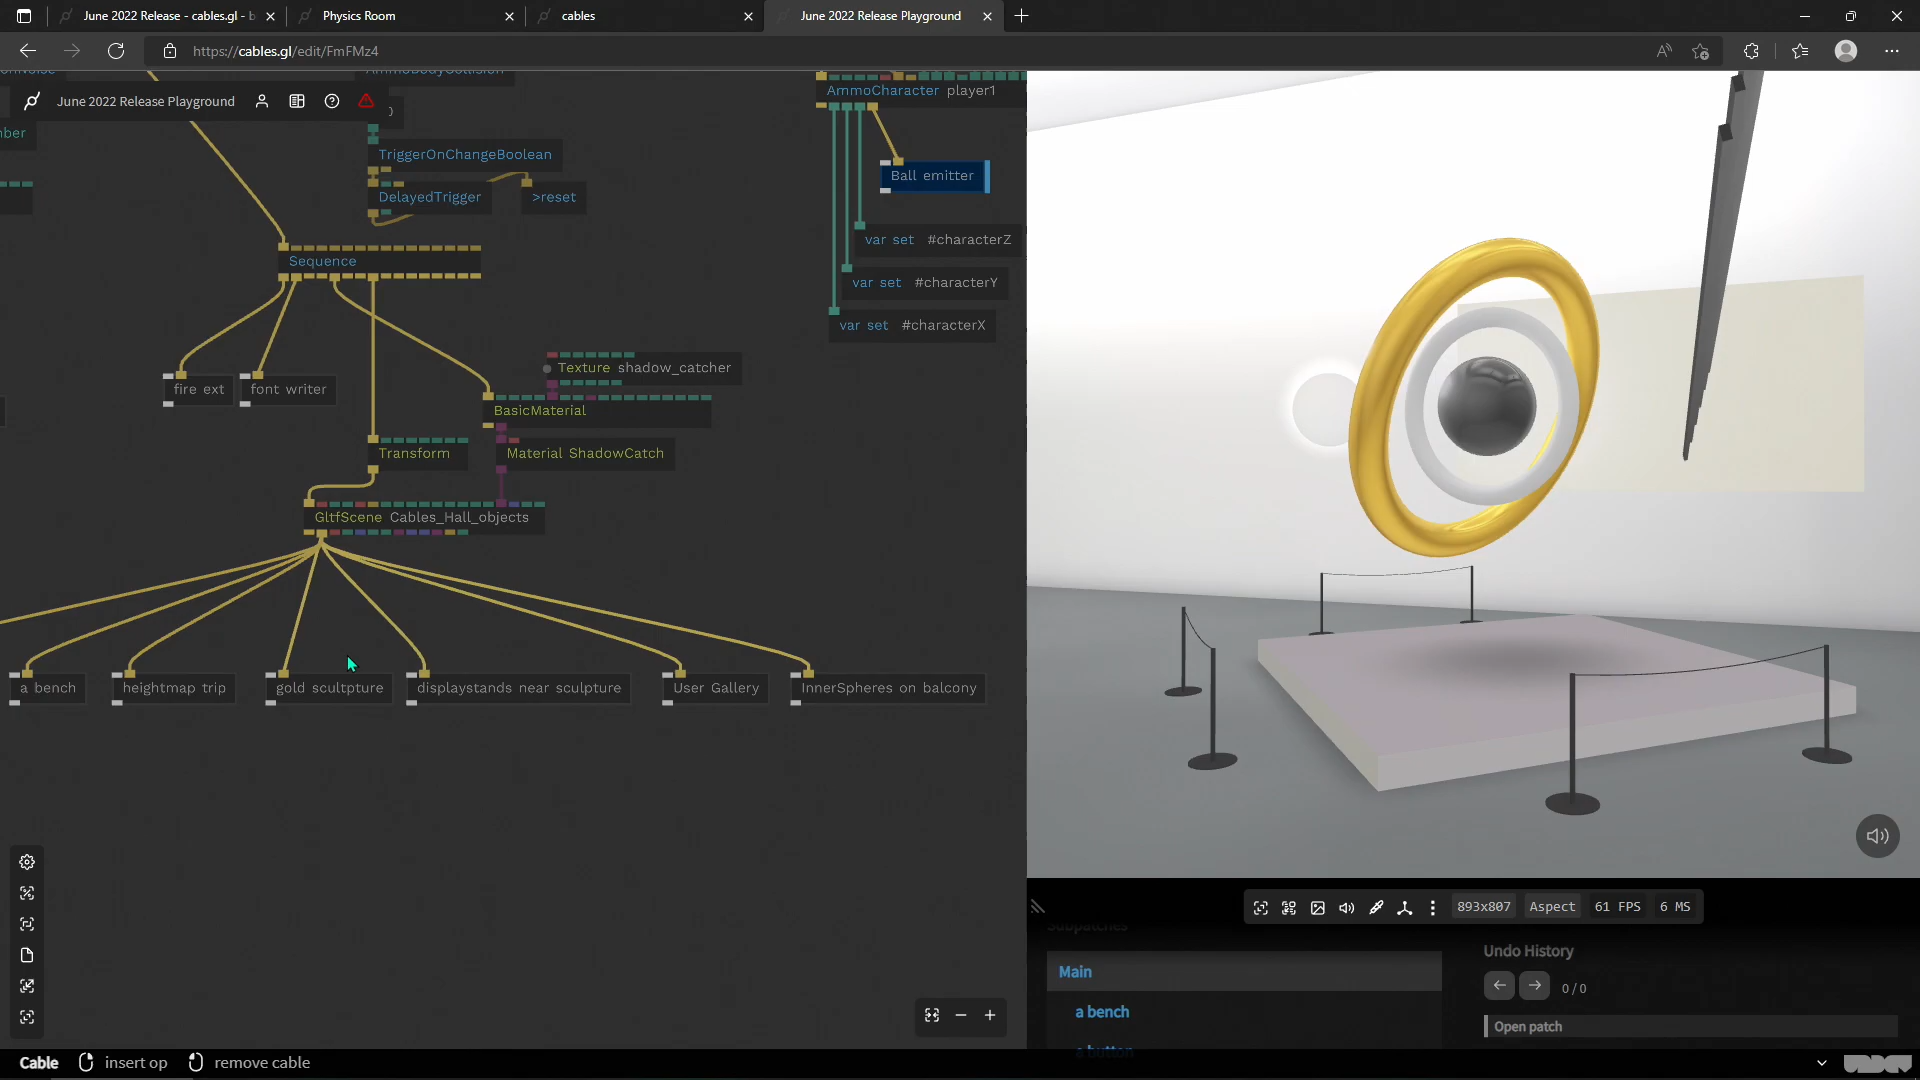 June 2022 Release - cables.gl - b
Physics Room
cables
June 2022 Release Playground
https://cables.gl/edit/FmFMz4
AmmoBodyCollision
June 2022 Release Playground
AmmoCharacter player1
TriggerOnChangeBoolean
Ball emitter
DelayedTrigger
>reset
var set #characterZ
Sequence
var set #characterY
var set #characterX
Texture shadow_catcher
fire ext
font writer
BasicMaterial
Transform
Material ShadowCatch
GltfScene Cables_Hall_objects
a bench
heightmap trip
gold scultpture
displaystands near sculpture
User Gallery
InnerSpheres on balcony
893x807
Aspect
61 FPS
6 MS
Subpatches
Undo History
Main
0/0
a bench
Open patch
a button
Cable
insert op
remove cable